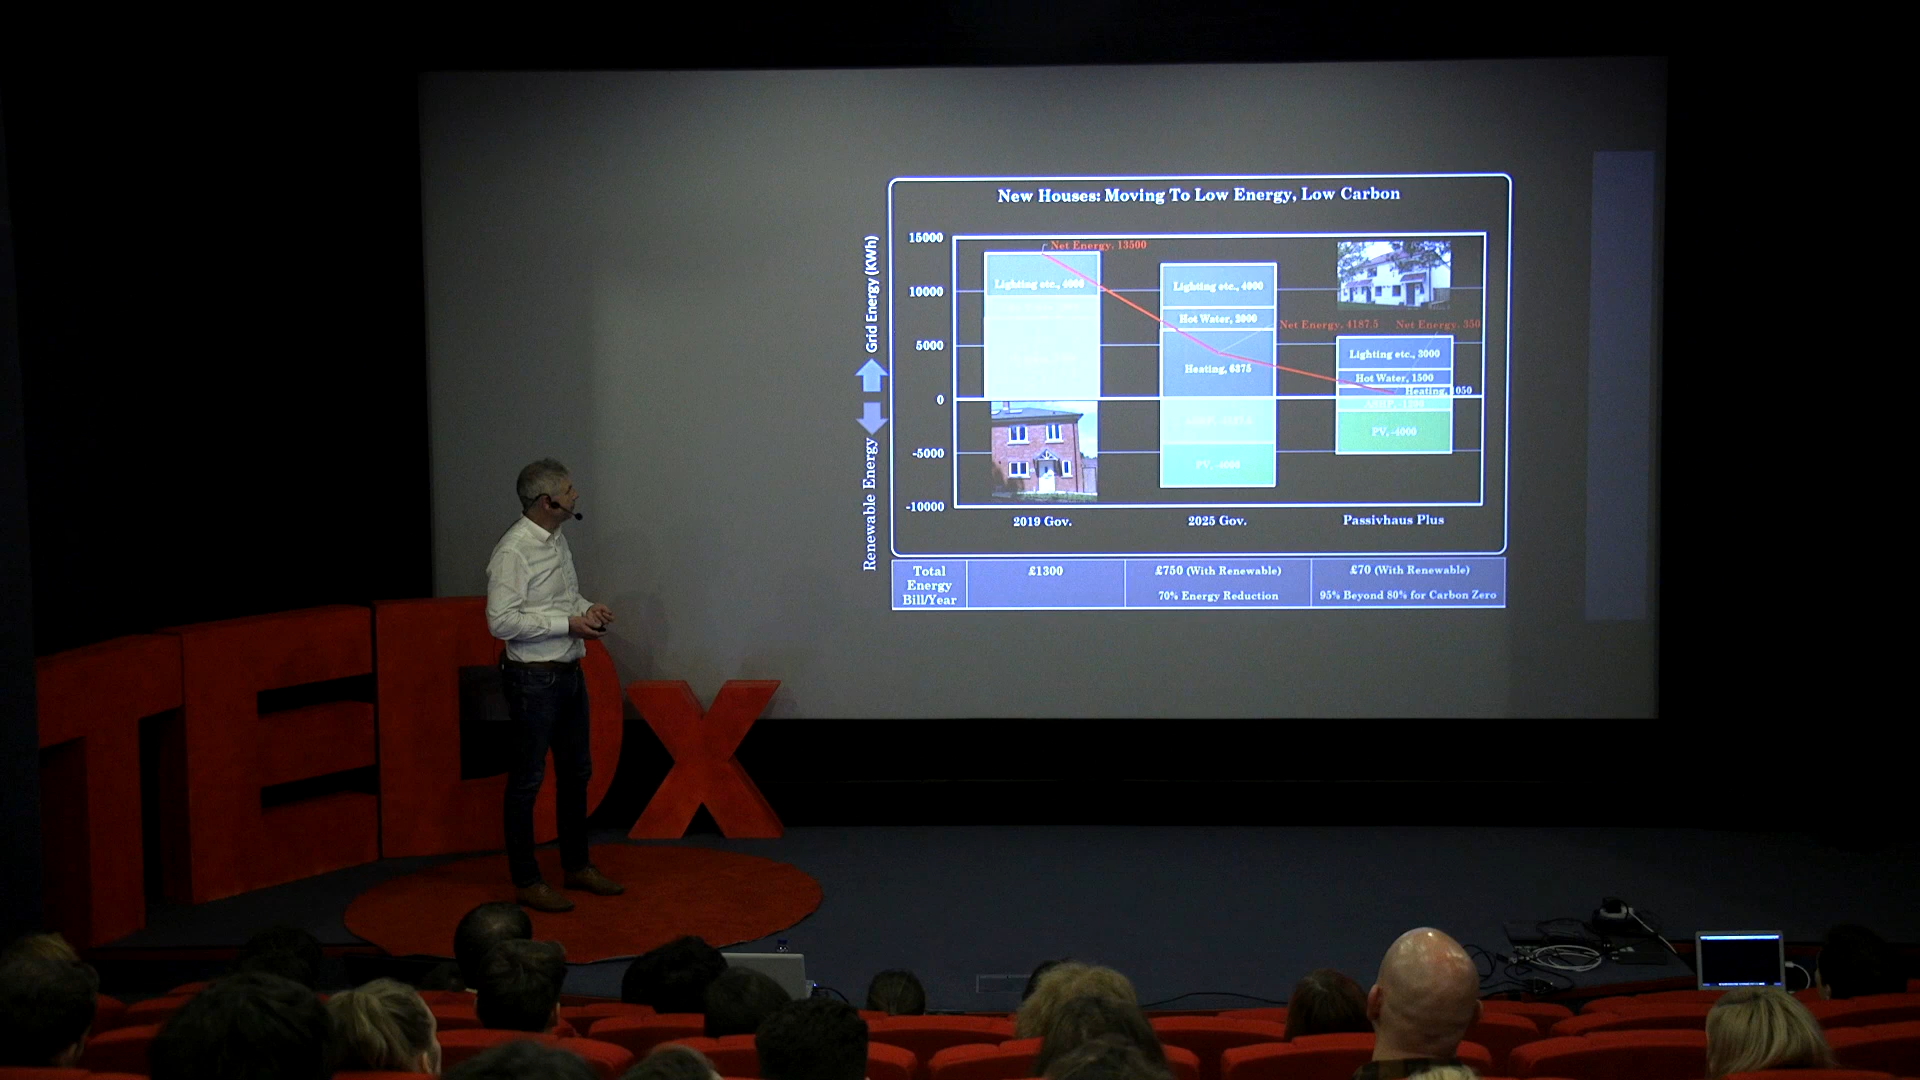 New Houses: Moving To Low Energy, Low Carbon
Grid Energy (KWh)
Renewable Energy
15000
10000
5000
0
-5000
-10000
Net Energy, 13500
Lighting etc., 4000
Lighting etc., 4000
Hot Water, 2000
Heating, 6375
PV, -4000
Net Energy, 4187.5
Net Energy, 350
Lighting etc., 3000
Hot Water, 1500
Heating, 1050
PV, -4000
2019 Gov.
2025 Gov.
Passivhaus Plus
Total
Energy
Bill/Year
£1300
£750 (With Renewable)
70% Energy Reduction
£70 (With Renewable)
95% Beyond 80% for Carbon Zero
TEDx